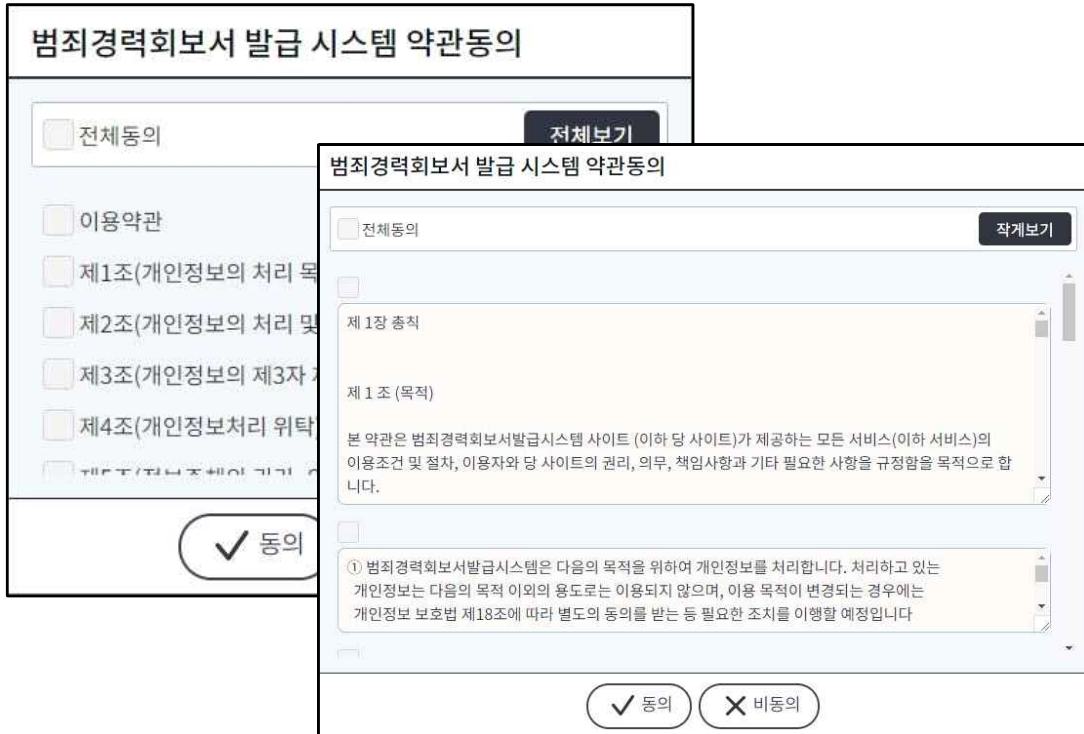 범죄경력회보서 발급 시스템 약관동의
전체동의
전체보기
이용약관
제1조(개인정보의 처리 목
제2조(개인정보의 처리 및
제3조(개인정보의 제3자
제4조(개인정보처리 위탁)
동의
범죄경력회보서 발급 시스템 약관동의
전체동의
작게보기
제 1장 총칙
제 1 조 (목적)
본 약관은 범죄경력회보서발급시스템 사이트 (이하 당 사이트)가 제공하는 모든 서비스(이하 서비스)의
이용조건 및 절차, 이용자와 당 사이트의 권리, 의무, 책임사항과 기타 필요한 사항을 규정함을 목적으로 합
니다.
① 범죄경력회보서발급시스템은 다음의 목적을 위하여 개인정보를 처리합니다. 처리하고 있는
개인정보는 다음의 목적 이외의 용도로는 이용되지 않으며, 이용 목적이 변경되는 경우에는
개인정보 보호법 제18조에 따라 별도의 동의를 받는 등 필요한 조치를 이행할 예정입니다
동의
비동의